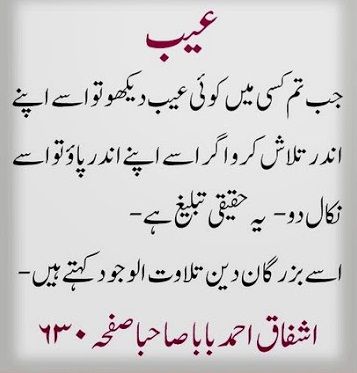 عیب
جب تم کسی میں کوئی عیب دیکھو تو اسے اپنے
اندر تلاش کرو اگر اسے اپنے اندر پاؤ تو اسے
نکال دو- یہ حقیقی تبلیغ ہے-
اسے بزرگان دین تلاوت الوجود کہتے ہیں-
اشفاق احمد بابا صاحبا صفحہ ۶۳۰